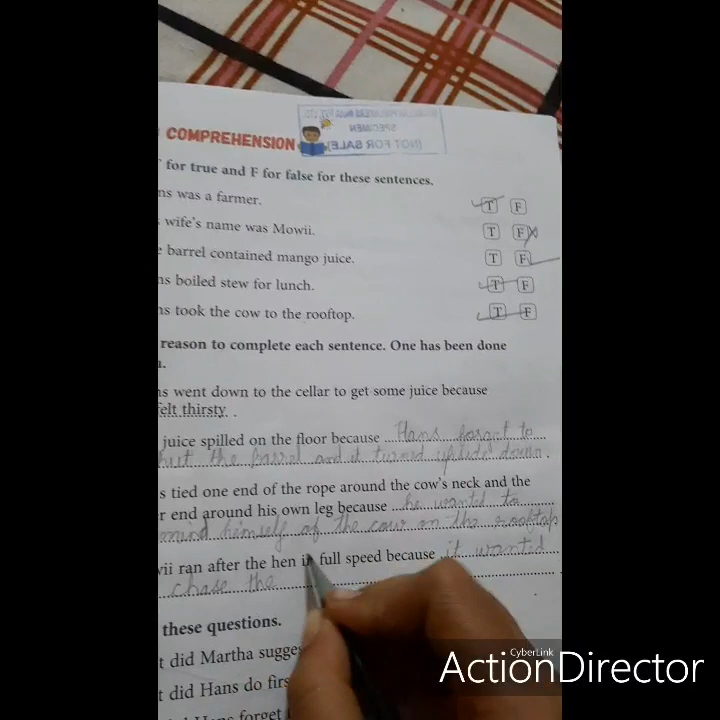 COMPREHENSION
SPECIMEN
(NOT FOR SALE)
for true and F for false for these sentences.
ns was a farmer. T F
wife's name was Mowii. T F
e barrel contained mango juice. T F
ns boiled stew for lunch. T F
ns took the cow to the rooftop. T F
reason to complete each sentence. One has been done
ns went down to the cellar to get some juice because
felt thirsty.
juice spilled on the floor because Hans forgot to
the barrel and it turned upside down.
s tied one end of the rope around the cow's neck and the
r end around his own leg because he wanted to
mind himself of the cow on the rooftop
vii ran after the hen in full speed because it wanted
chase the
these questions.
t did Martha sugge
t did Hans do firs
forget
CyberLink
ActionDirector